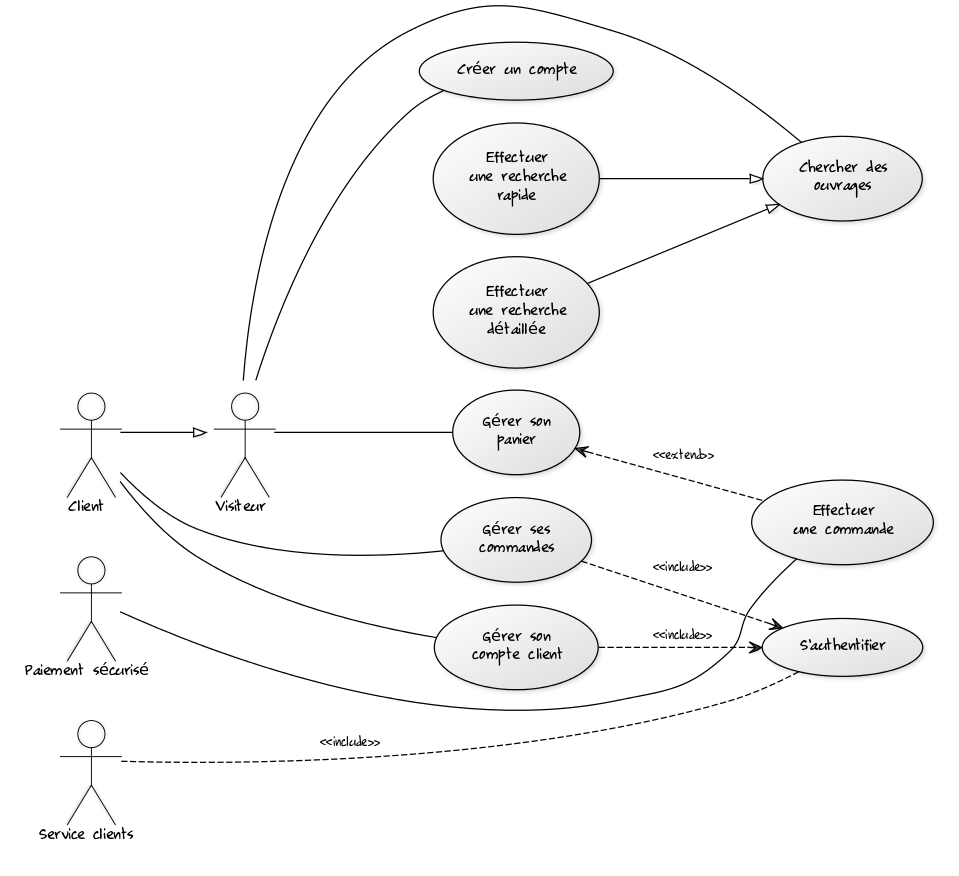 Créer un compte
Effectuer
une recherche
rapide
Chercher des
ouvrages
Effectuer
une recherche
détaillée
Gérer son
panier
<<extend>>
Client
Visiteur
Effectuer
une commande
Gérer ses
commandes
<<include>>
Gérer son
compte client
<<include>>
S'authentifier
Paiement sécurisé
<<include>>
Service clients